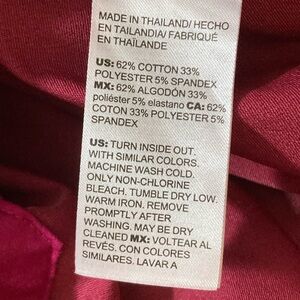 MADE IN THAILAND/ HECHO
EN TAILANDIA/ FABRIQUÉ
EN THAÏLANDE
US: 62% COTTON 33%
POLYESTER 5% SPANDEX
MX: 62% ALGODÓN 33%
poliéster 5% elastano CA: 62%
COTON 33% POLYESTER 5%
SPANDEX
US: TURN INSIDE OUT.
WITH SIMILAR COLORS.
MACHINE WASH COLD.
ONLY NON-CHLORINE
BLEACH. TUMBLE DRY LOW.
WARM IRON. REMOVE
PROMPTLY AFTER
WASHING. MAY BE DRY
CLEANED MX: VOLTEAR AL
REVÉS. CON COLORES
SIMILARES. LAVAR A